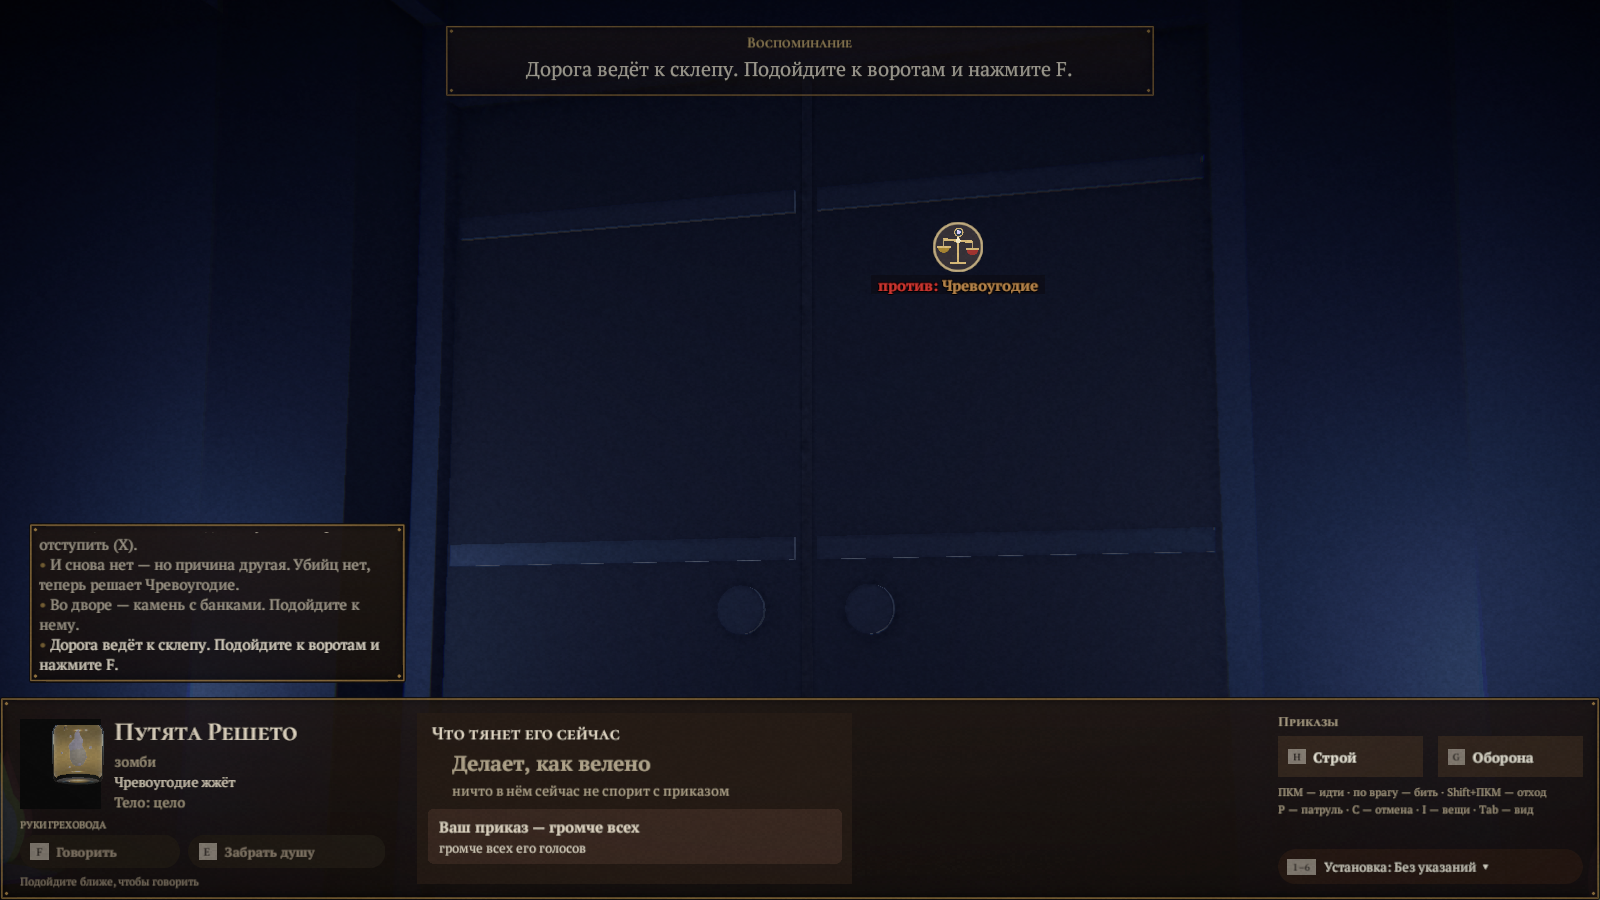 Воспоминание
Дорога ведёт к склепу. Подойдите к воротам и нажмите F.
против: Чревоугодие
отступить (X).
• И снова нет — но причина другая. Убийц нет,
теперь решает Чревоугодие.
• Во дворе — камень с банками. Подойдите к
нему.
• Дорога ведёт к склепу. Подойдите к воротам и
нажмите F.
Путята Решето
зомби
Чревоугодие жжёт
Тело: цело
РУКИ ГРЕХОВОДА
F Говорить
E Забрать душу
Подойдите ближе, чтобы говорить
Что тянет его сейчас
Делает, как велено
ничто в нём сейчас не спорит с приказом
Ваш приказ — громче всех
громче всех его голосов
Приказы
H Строй
G Оборона
ПКМ — идти · по врагу — бить · Shift+ПКМ — отход
P — патруль · C — отмена · I — вещи · Tab — вид
1–6 Установка: Без указаний ▾